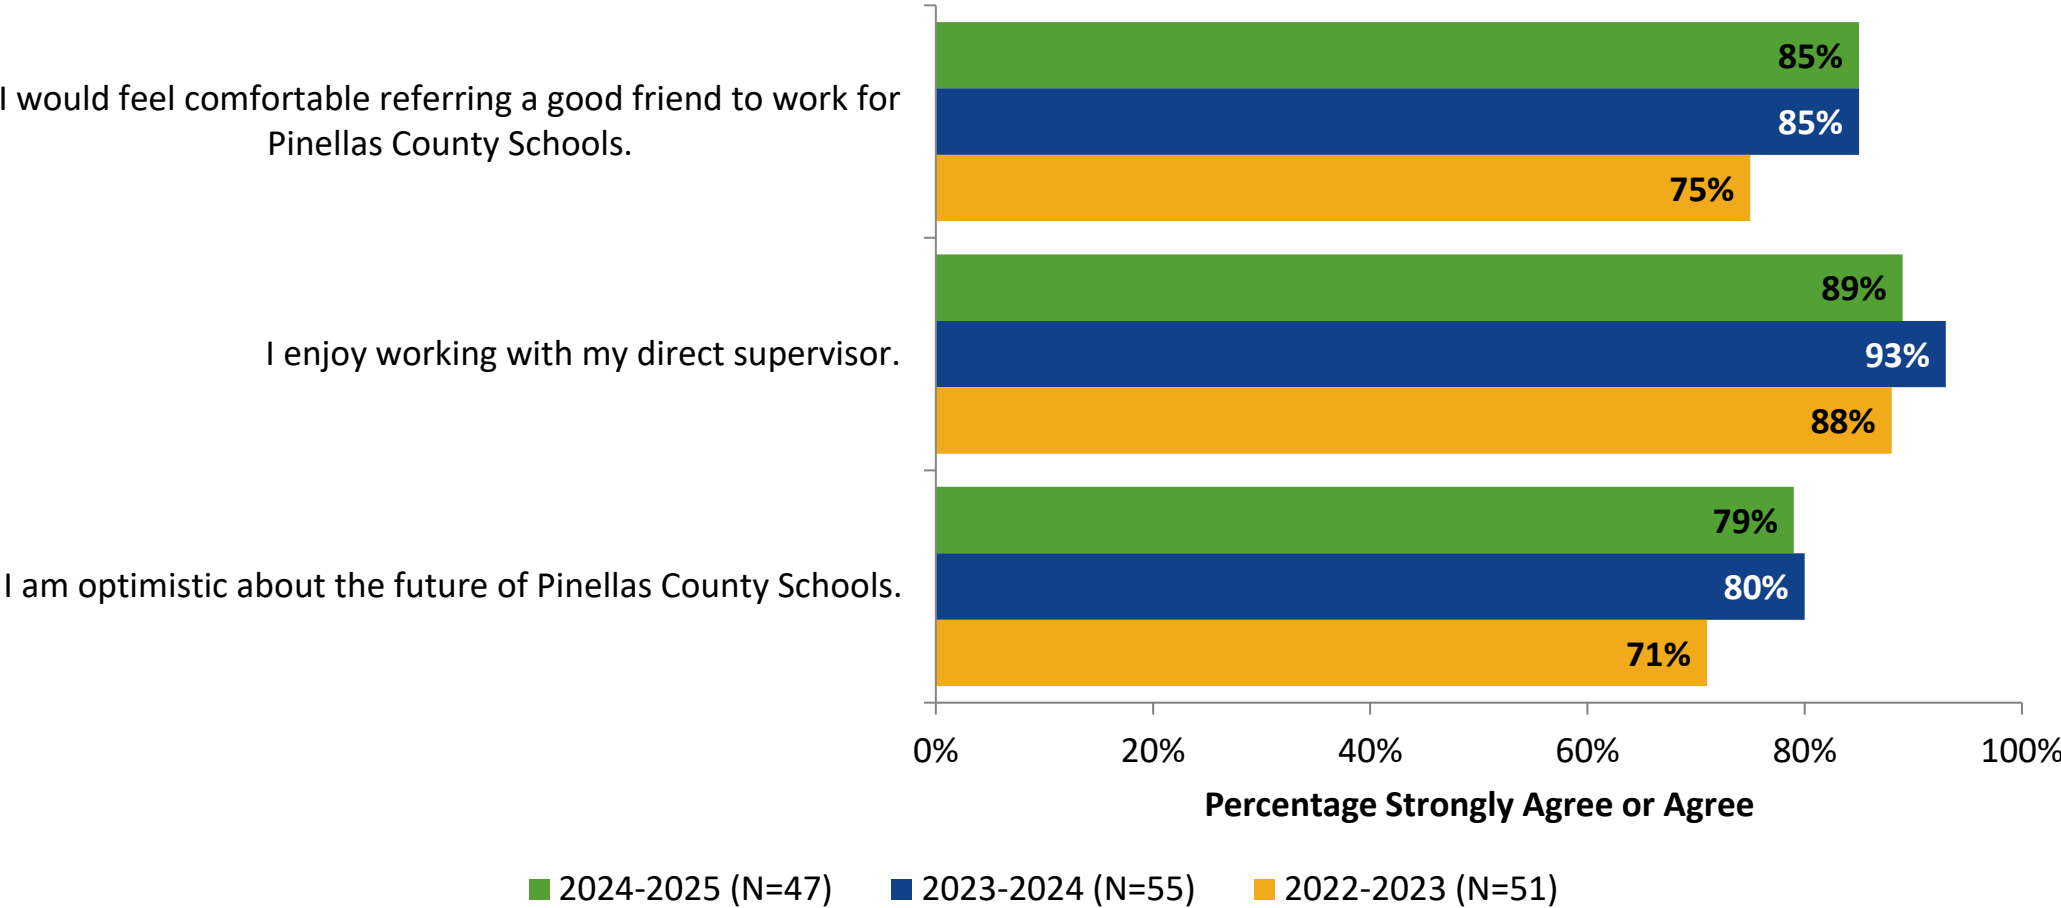 85%
I would feel comfortable referring a good friend to work for
Pinellas County Schools.
85%
75%
89%
I enjoy working with my direct supervisor.
93%
88%
79%
I am optimistic about the future of Pinellas County Schools.
80%
71%
0% 20% 40% 60% 80% 100%
Percentage Strongly Agree or Agree
2024-2025 (N=47) 2023-2024 (N=55) 2022-2023 (N=51)